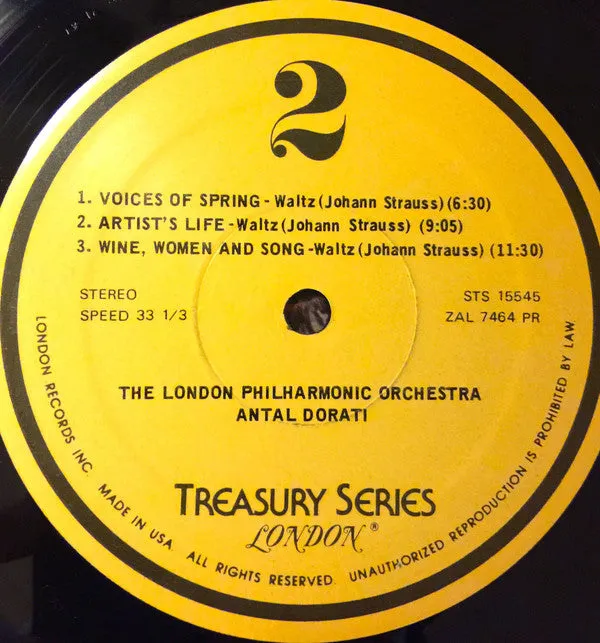 2
1. VOICES OF SPRING - Waltz (Johann Strauss) (6:30)
2. ARTIST'S LIFE - Waltz (Johann Strauss) (9:05)
3. WINE, WOMEN AND SONG - Waltz (Johann Strauss) (11:30)
STEREO
SPEED 33 1/3
STS 15545
ZAL 7464 PR
THE LONDON PHILHARMONIC ORCHESTRA
ANTAL DORATI
TREASURY SERIES
LONDON®
LONDON RECORDS INC. MADE IN USA. ALL RIGHTS RESERVED. UNAUTHORIZED REPRODUCTION IS PROHIBITED BY LAW.